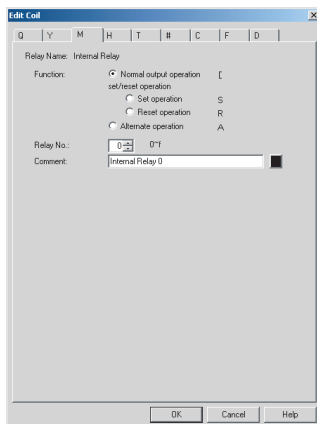 Edit Coil
Q Y M H T # C F D
Relay Name: Internal Relay
Function: Normal output operation [
set/reset operation
Set operation S
Reset operation R
Alternate operation A
Relay No.: 0 0~f
Comment: Internal Relay 0
OK Cancel Help